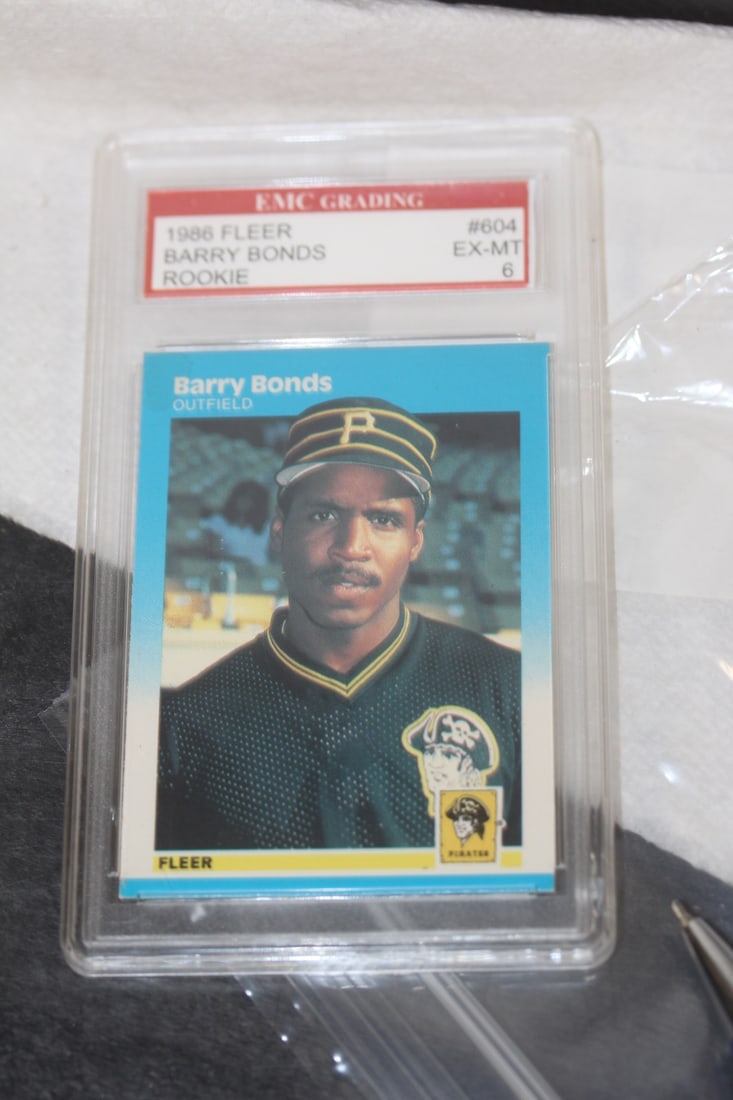 EMC GRADING
1986 FLEER #604
BARRY BONDS EX-MT
ROOKIE 6
Barry Bonds
OUTFIELD
P
FLEER
PIRATES